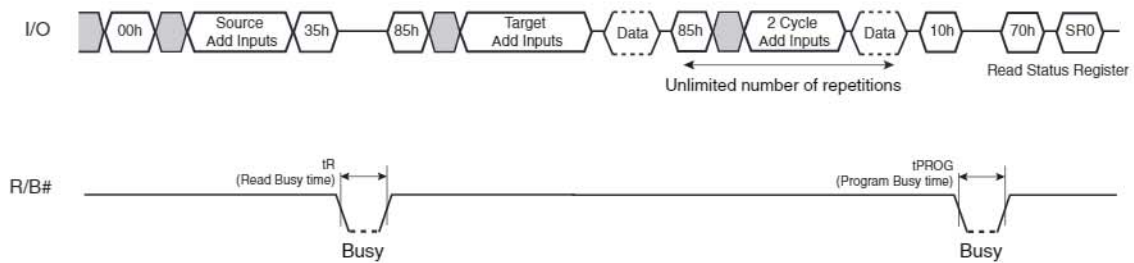 I/O
00h
Source
Add Inputs
35h
85h
Target
Add Inputs
Data
85h
2 Cycle
Add Inputs
Data
10h
70h
SR0
Unlimited number of repetitions
Read Status Register
R/B#
tR
(Read Busy time)
Busy
tPROG
(Program Busy time)
Busy